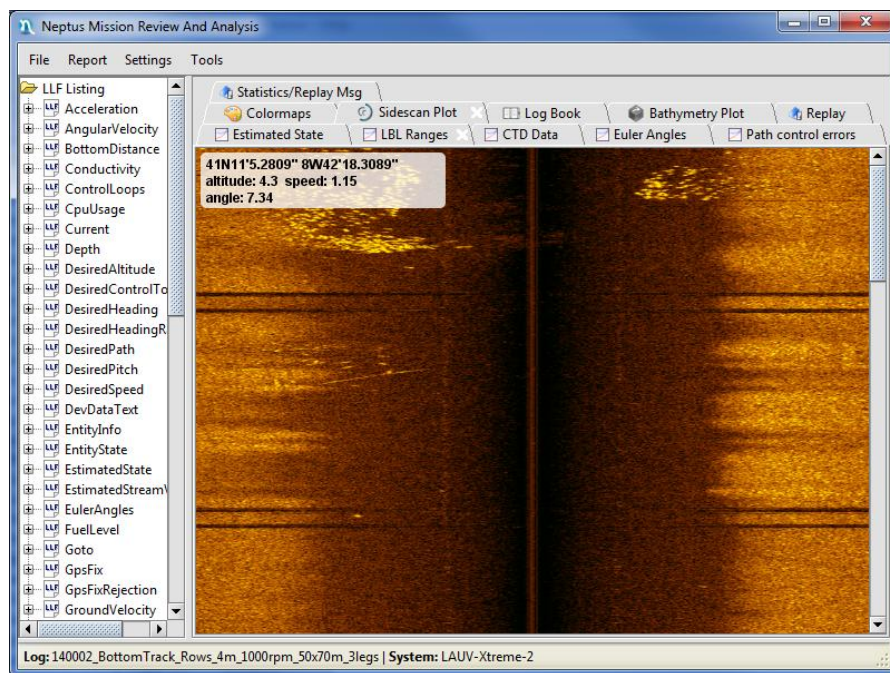 Neptus Mission Review And Analysis
File Report Settings Tools
LLF Listing
Acceleration
AngularVelocity
BottomDistance
Conductivity
ControlLoops
CpuUsage
Current
Depth
DesiredAltitude
DesiredControlTo
DesiredHeading
DesiredHeadingR
DesiredPath
DesiredPitch
DesiredSpeed
DevDataText
EntityInfo
EntityState
EstimatedState
EstimatedStreamV
EulerAngles
FuelLevel
Goto
GpsFix
GpsFixRejection
GroundVelocity
Statistics/Replay Msg
Colormaps Sidescan Plot Log Book Bathymetry Plot Replay
Estimated State LBL Ranges CTD Data Euler Angles Path control errors
41N11'5.2809" 8W42'18.3089"
altitude: 4.3 speed: 1.15
angle: 7.34
Log: 140002_BottomTrack_Rows_4m_1000rpm_50x70m_3legs | System: LAUV-Xtreme-2